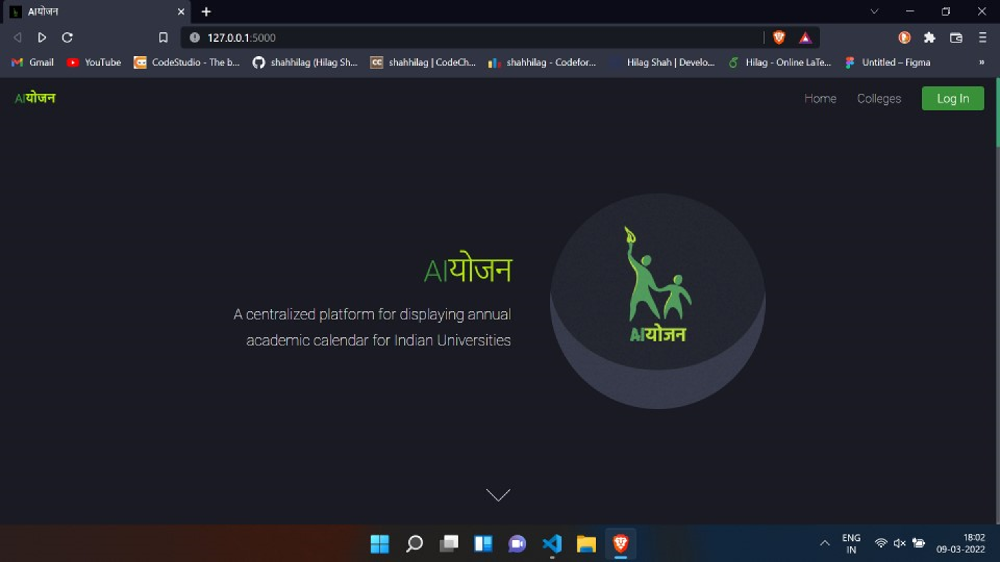 AIयोजन
127.0.0.1:5000
Gmail
YouTube
CodeStudio - The b...
shahhilag (Hilag Sh...
CC
shahhilag | CodeCh...
shahhilag - Codefor...
Hilag Shah | Develo...
Hilag - Online LaTe...
Untitled – Figma
AIयोजन
Home
Colleges
Log In
AIयोजन
A centralized platform for displaying annual
academic calendar for Indian Universities
AIयोजन
ENG
IN
18:02
09-03-2022